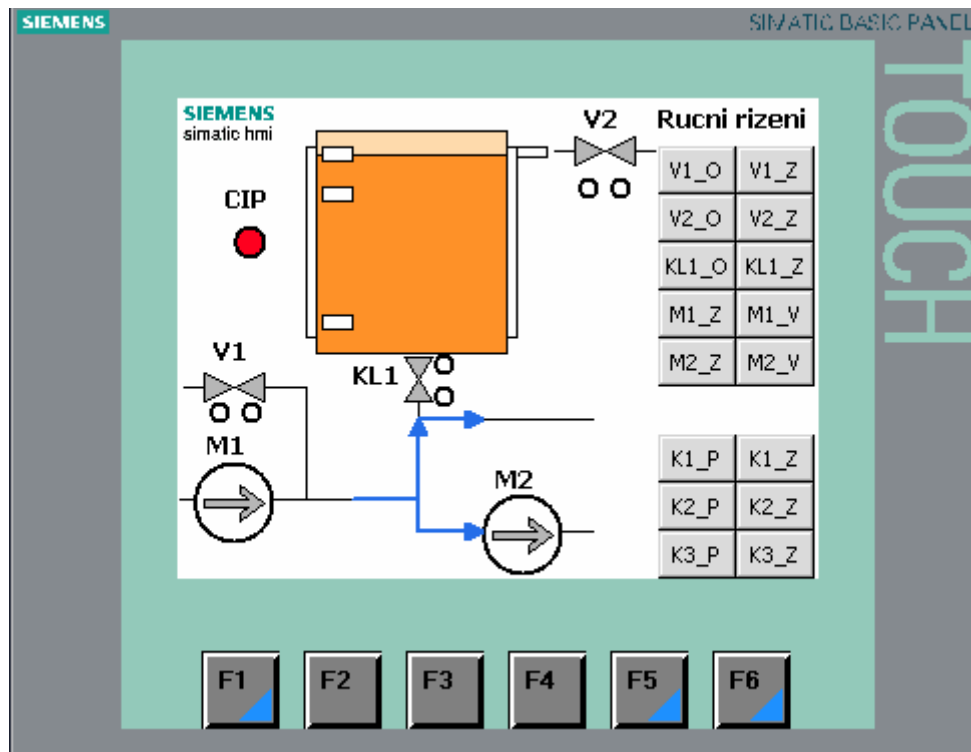 SIEMENS
SIMATIC BASIC PANEL
TOUCH
SIEMENS
simatic hmi
V2
Rucni rizeni
CIP
V1_O V1_Z
V2_O V2_Z
KL1_O KL1_Z
M1_Z M1_V
M2_Z M2_V
V1
KL1
M1
M2
K1_P K1_Z
K2_P K2_Z
K3_P K3_Z
F1 F2 F3 F4 F5 F6